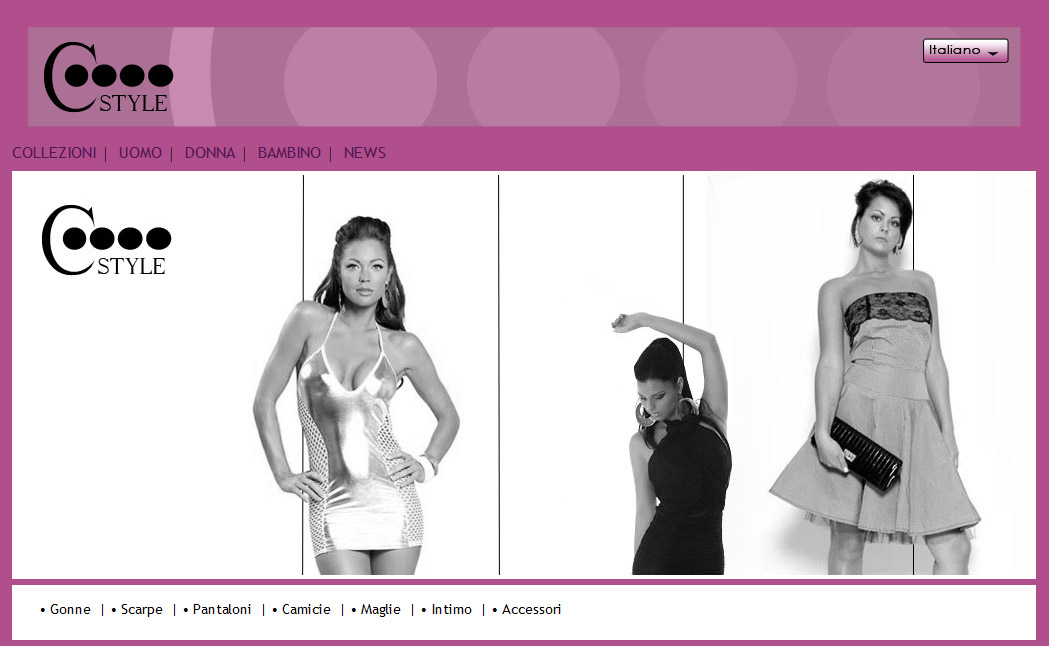 C
STYLE
Italiano
COLLEZIONI | UOMO | DONNA | BAMBINO | NEWS
C
STYLE
• Gonne | • Scarpe | • Pantaloni | • Camicie | • Maglie | • Intimo | • Accessori